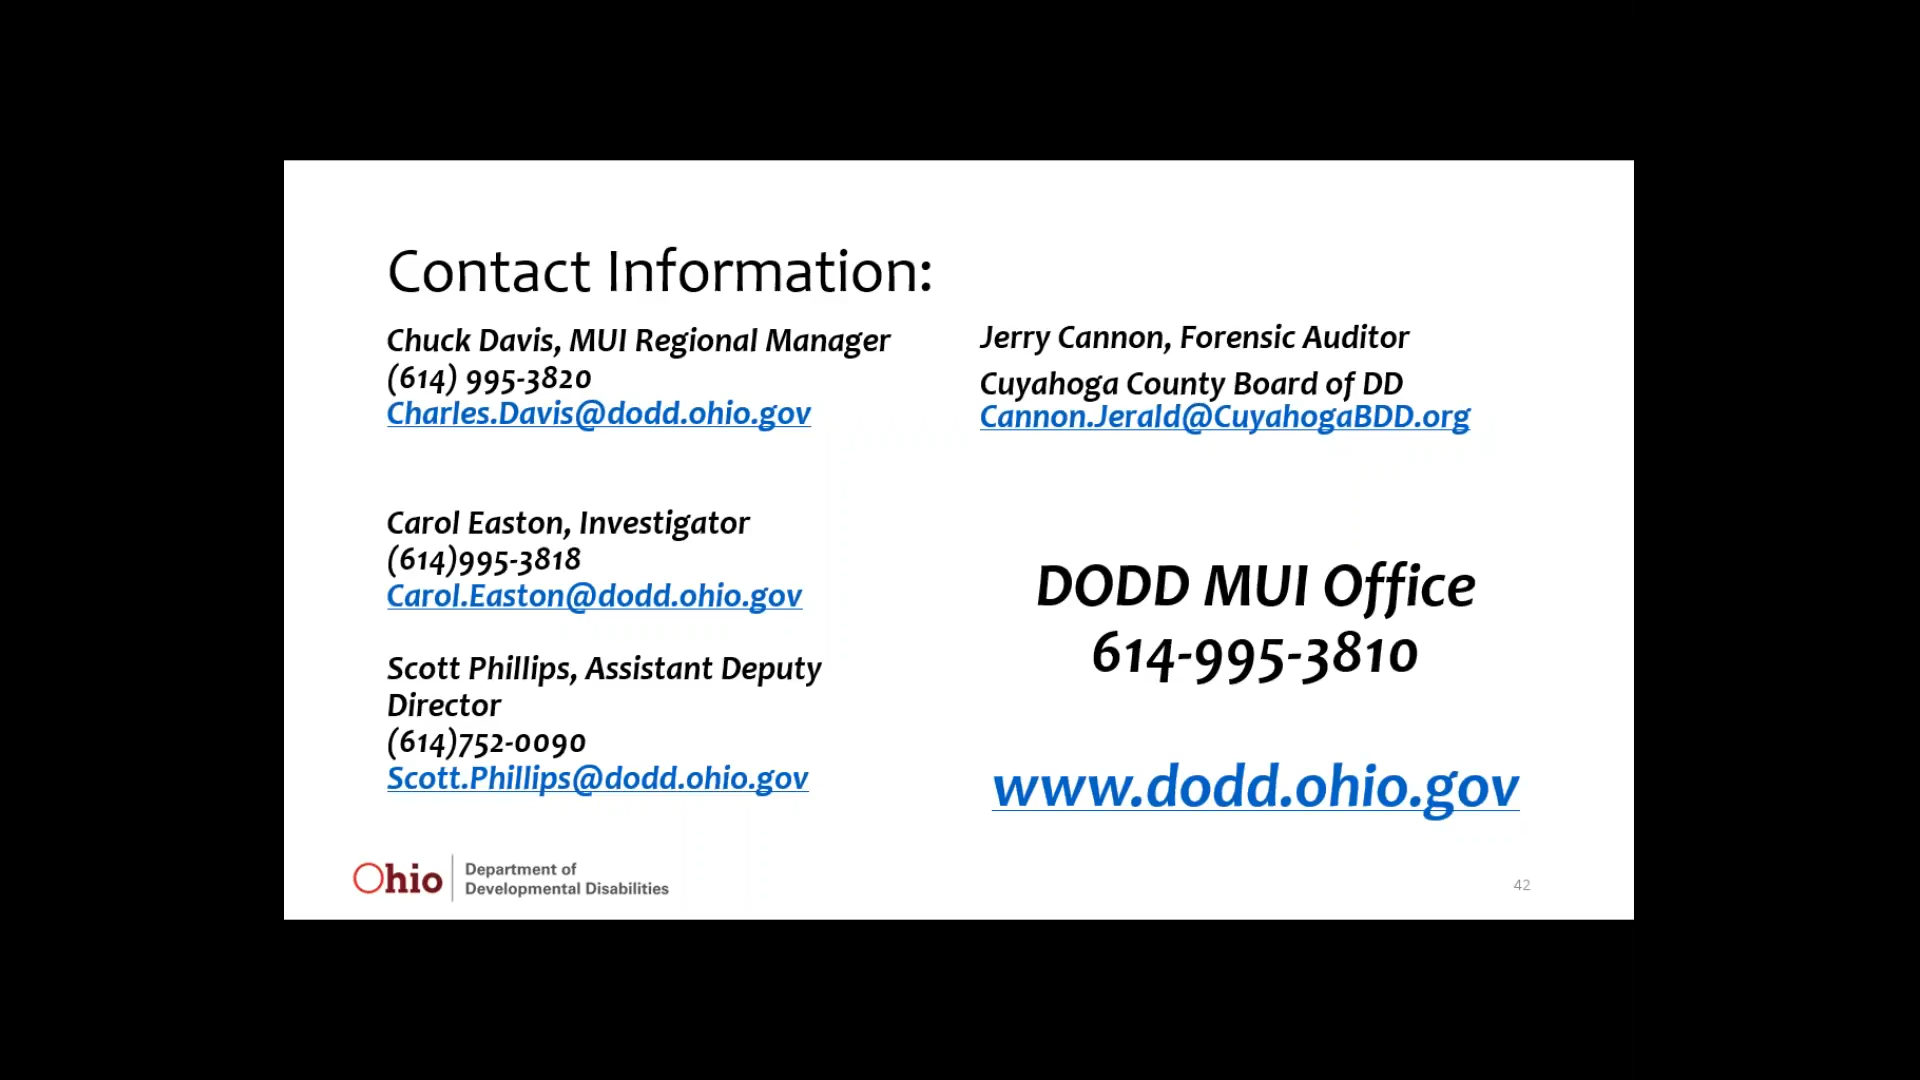 Contact Information:
Chuck Davis, MUI Regional Manager
(614) 995-3820
Charles.Davis@dodd.ohio.gov
Carol Easton, Investigator
(614)995-3818
Carol.Easton@dodd.ohio.gov
Scott Phillips, Assistant Deputy
Director
(614)752-0090
Scott.Phillips@dodd.ohio.gov
Jerry Cannon, Forensic Auditor
Cuyahoga County Board of DD
Cannon.Jerald@CuyahogaBDD.org
DODD MUI Office
614-995-3810
www.dodd.ohio.gov
Ohio
Department of
Developmental Disabilities
42